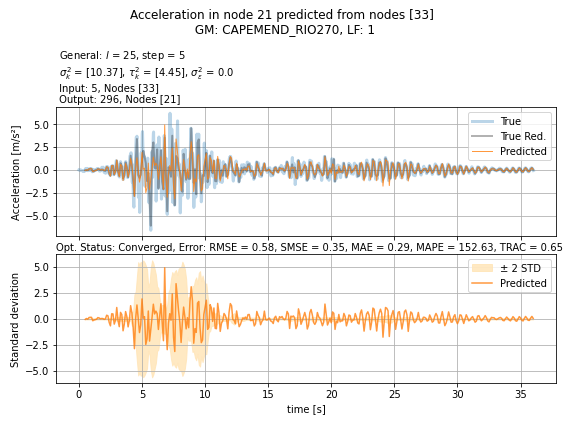 Acceleration in node 21 predicted from nodes [33]
GM: CAPEMEND_RIO270, LF: 1
General: l = 25, step = 5
σ²ₖ = [10.37], τ²ₖ = [4.45], σ²ε = 0.0
Input: 5, Nodes [33]
Output: 296, Nodes [21]
Acceleration [m/s²]
5.0
2.5
0.0
−2.5
−5.0
True
True Red.
Predicted
Opt. Status: Converged, Error: RMSE = 0.58, SMSE = 0.35, MAE = 0.29, MAPE = 152.63, TRAC = 0.65
Standard deviation
5.0
2.5
0.0
−2.5
−5.0
± 2 STD
Predicted
0 5 10 15 20 25 30 35
time [s]